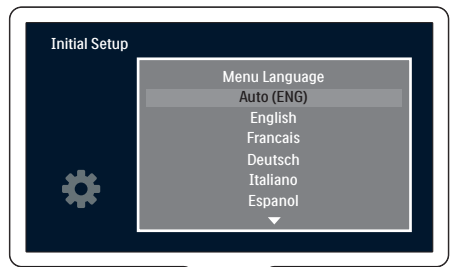 Initial Setup
Menu Language
Auto (ENG)
English
Francais
Deutsch
Italiano
Espanol